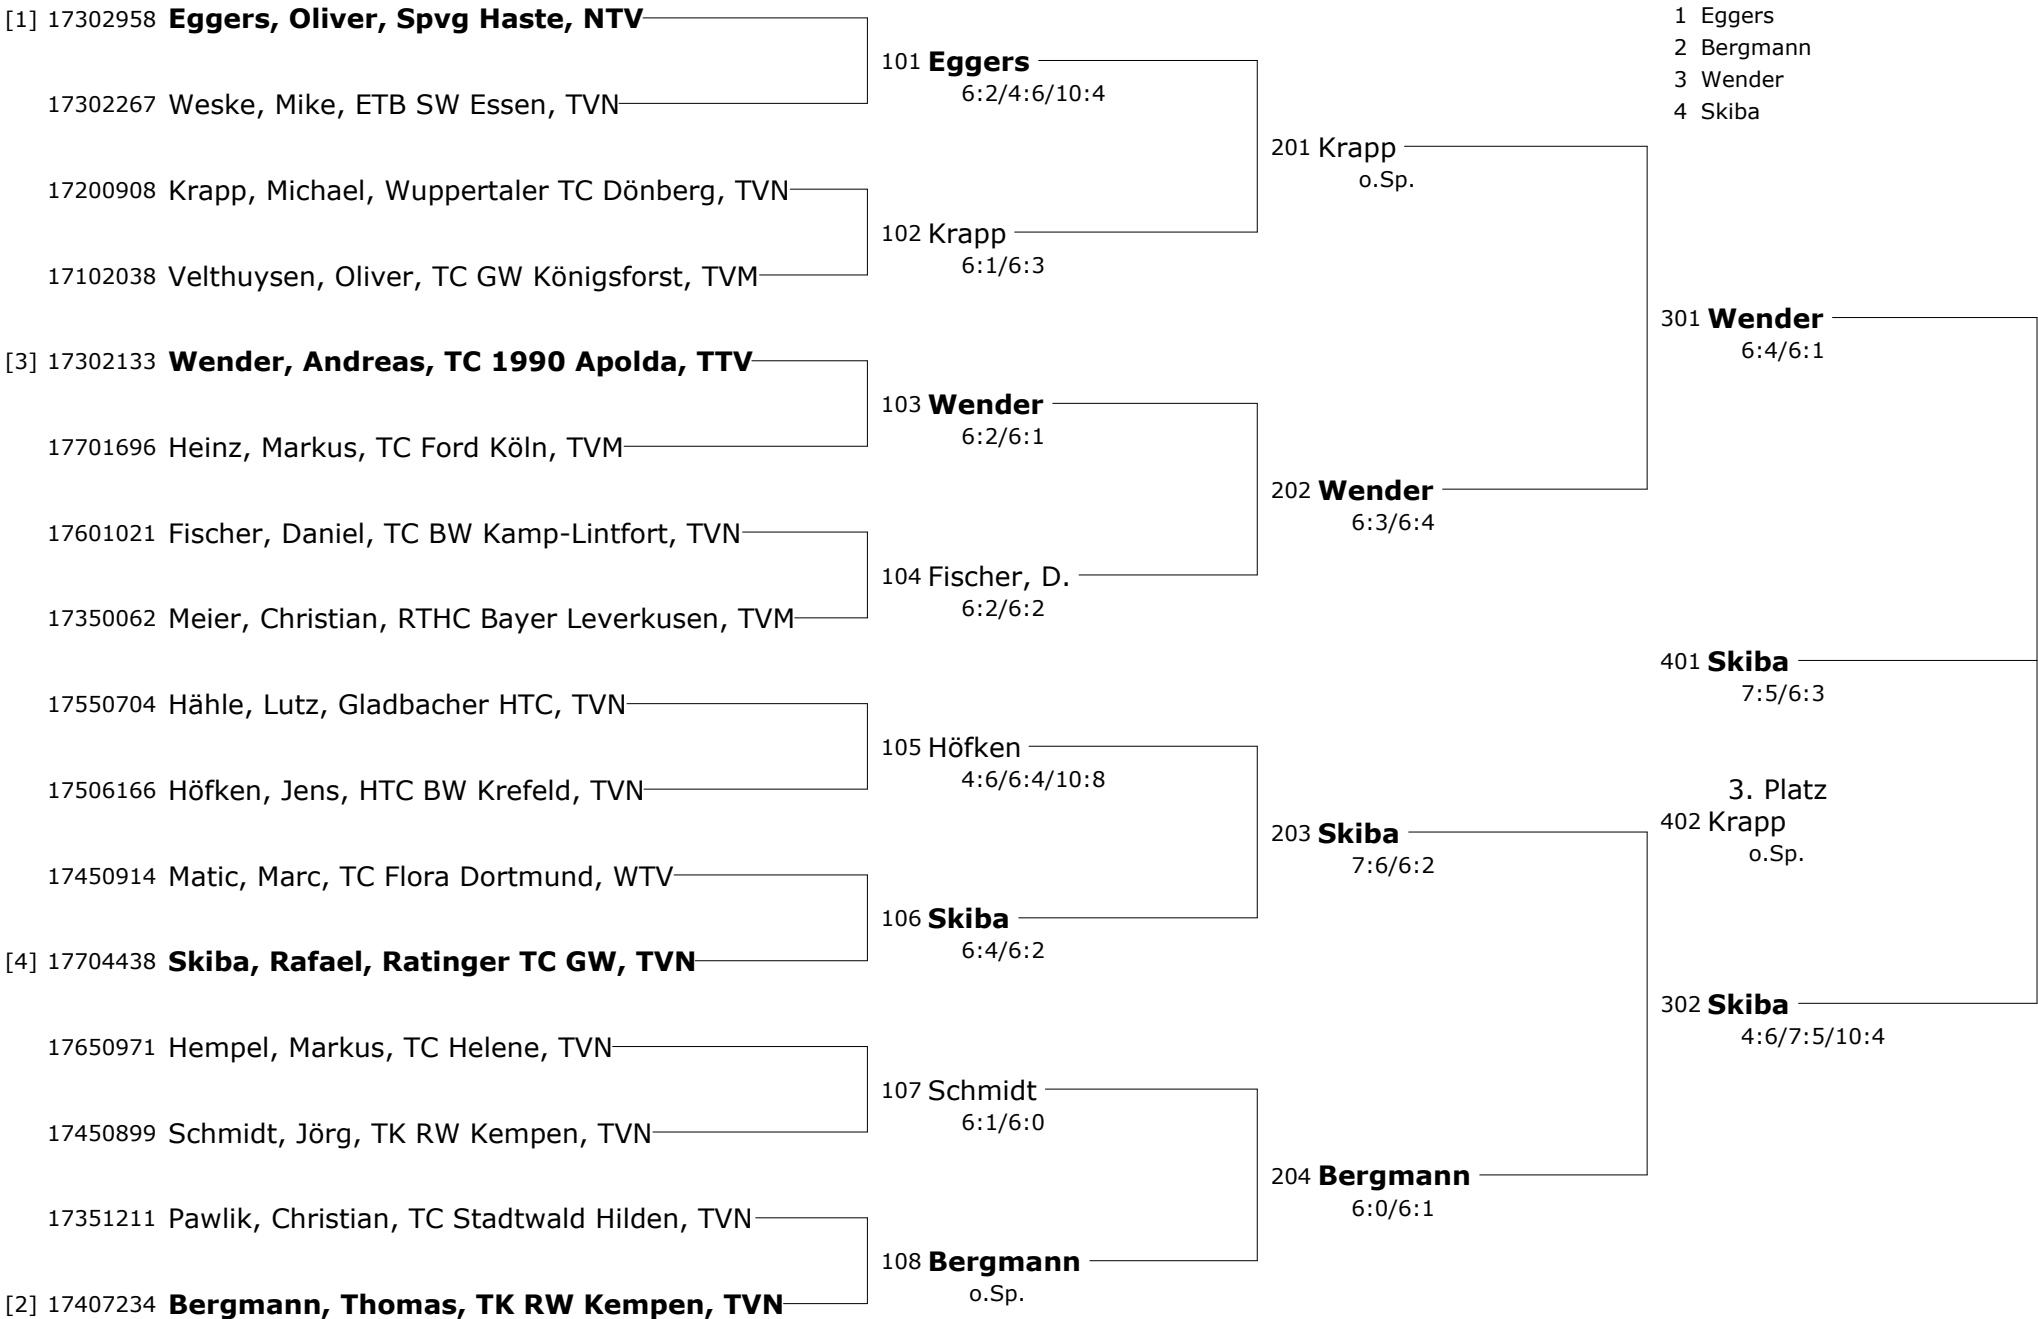 [1] 17302958 Eggers, Oliver, Spvg Haste, NTV
17302267 Weske, Mike, ETB SW Essen, TVN
17200908 Krapp, Michael, Wuppertaler TC Dönberg, TVN
17102038 Velthuysen, Oliver, TC GW Königsforst, TVM
[3] 17302133 Wender, Andreas, TC 1990 Apolda, TTV
17701696 Heinz, Markus, TC Ford Köln, TVM
17601021 Fischer, Daniel, TC BW Kamp-Lintfort, TVN
17350062 Meier, Christian, RTHC Bayer Leverkusen, TVM
17550704 Hähle, Lutz, Gladbacher HTC, TVN
17506166 Höfken, Jens, HTC BW Krefeld, TVN
17450914 Matic, Marc, TC Flora Dortmund, WTV
[4] 17704438 Skiba, Rafael, Ratinger TC GW, TVN
17650971 Hempel, Markus, TC Helene, TVN
17450899 Schmidt, Jörg, TK RW Kempen, TVN
17351211 Pawlik, Christian, TC Stadtwald Hilden, TVN
[2] 17407234 Bergmann, Thomas, TK RW Kempen, TVN
101 Eggers
6:2/4:6/10:4
102 Krapp
6:1/6:3
103 Wender
6:2/6:1
104 Fischer, D.
6:2/6:2
105 Höfken
4:6/6:4/10:8
106 Skiba
6:4/6:2
107 Schmidt
6:1/6:0
108 Bergmann
o.Sp.
201 Krapp
o.Sp.
202 Wender
6:3/6:4
203 Skiba
7:6/6:2
204 Bergmann
6:0/6:1
1 Eggers
2 Bergmann
3 Wender
4 Skiba
301 Wender
6:4/6:1
401 Skiba
7:5/6:3
3. Platz
402 Krapp
o.Sp.
302 Skiba
4:6/7:5/10:4